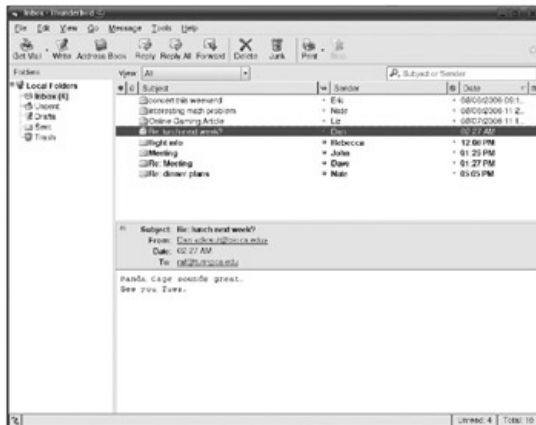 Inbox - Thunderbird
File Edit View Go Message Tools Help
Get Mail Write Address Book Reply Reply All Forward Delete Junk Print Stop
Folders
View: All
Subject or Sender
Local Folders
Inbox (4)
Unsent
Drafts
Sent
Trash
Subject Sender Date
concert this weekend Eric
interesting math problem Nate
Online Gaming Article Liz
Re: lunch next week? Dan 02:27 AM
flight info Rebecca 12:08 PM
Meeting John 01:25 PM
Re: Meeting Dave 01:27 PM
Re: dinner plans Nate 05:05 PM
Subject: Re: lunch next week?
From: Dan
Date: 02:27 AM
To:
Panda Cage sounds great.
See you Tues.
Unread: 4 Total: 10